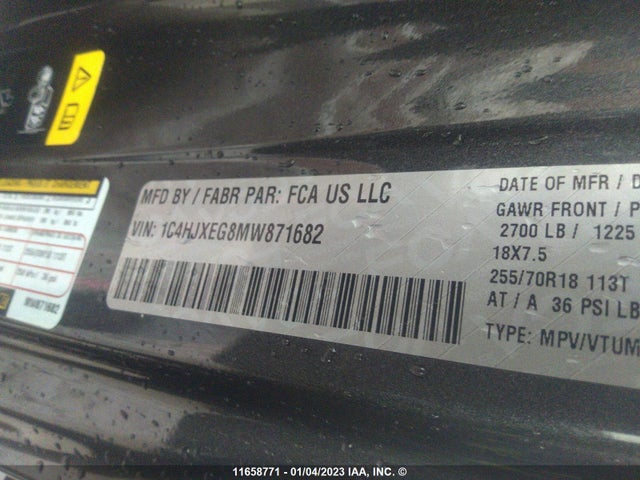 MFD BY / FABR PAR: FCA US LLC
VIN: 1C4HJXEG8MW871682
DATE OF MFR / D
GAWR FRONT / P
2700 LB / 1225
18X7.5
255/70R18 113T
AT / A 36 PSI LB
TYPE: MPV/VTUM
MW871682
11658771 - 01/04/2023 IAA, INC. ©